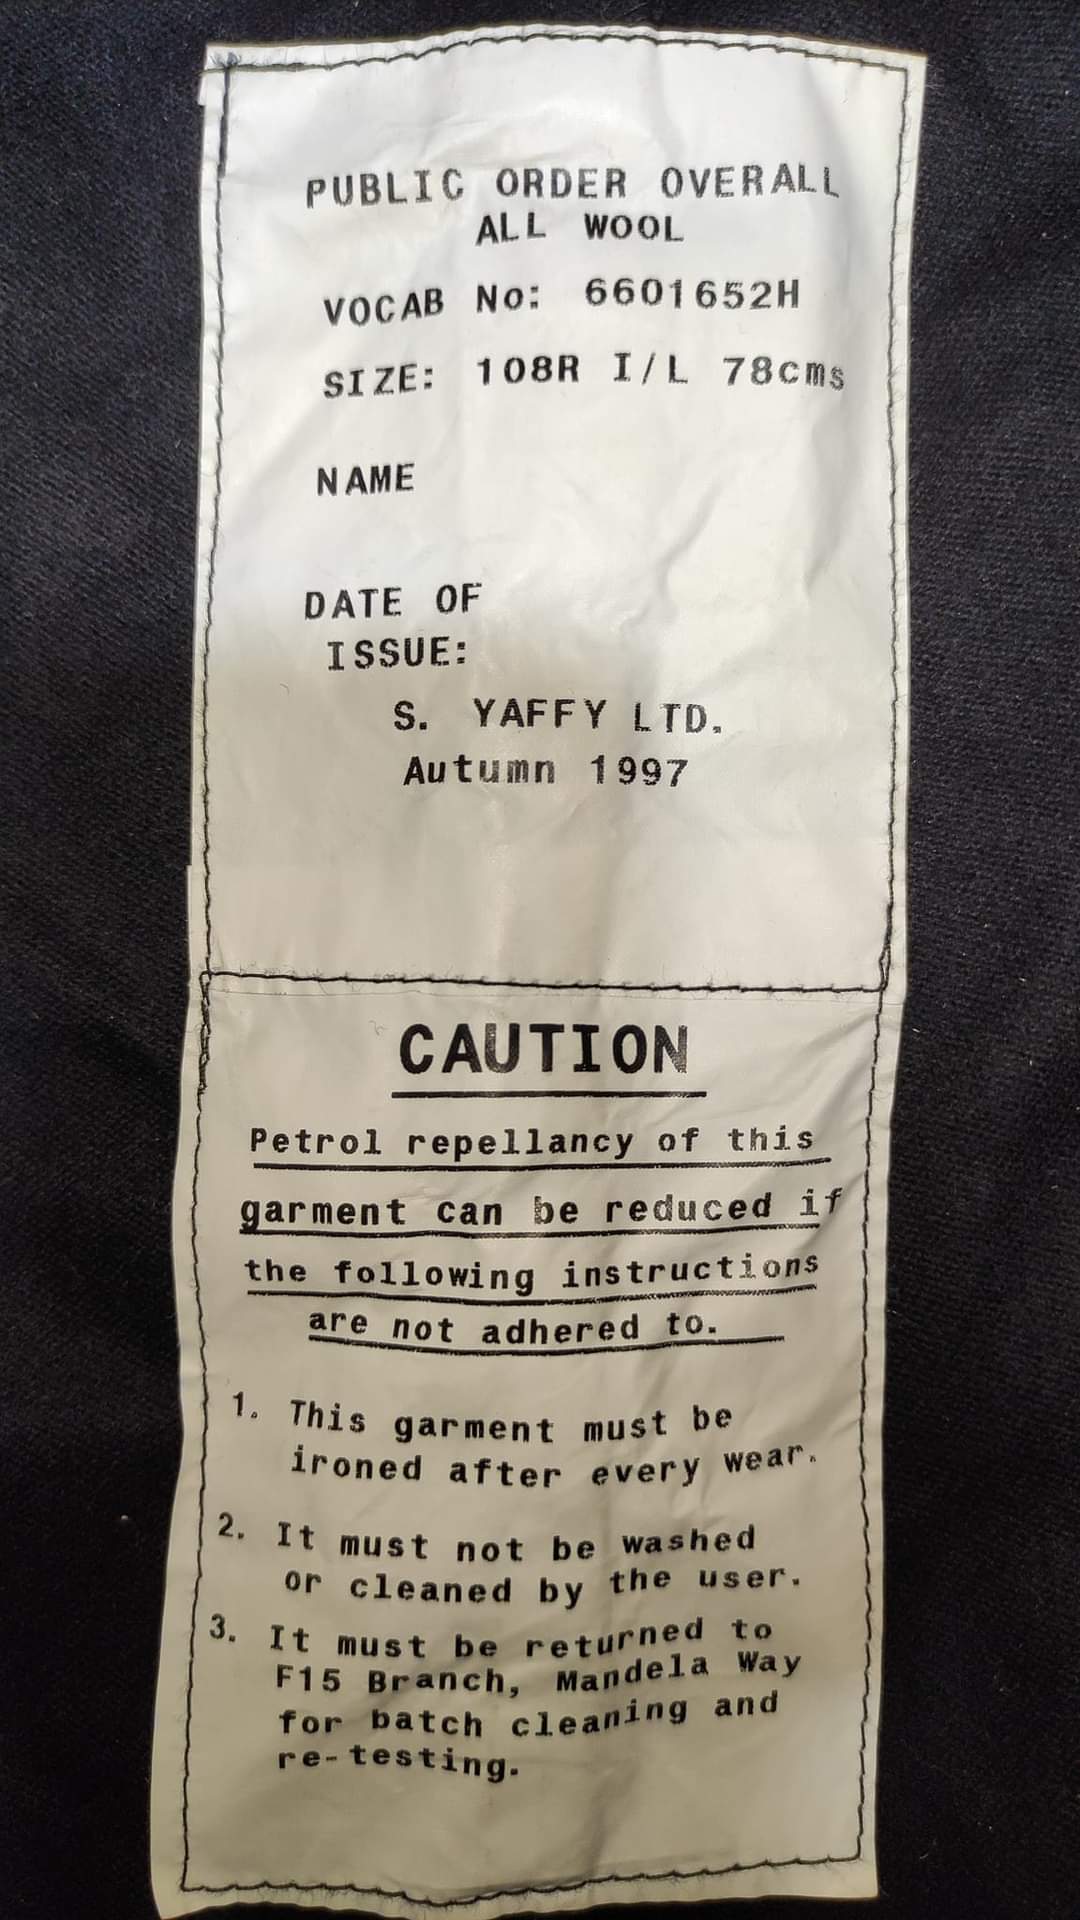 PUBLIC ORDER OVERALL
ALL WOOL
VOCAB No: 6601652H
SIZE: 108R I/L 78cms
NAME
DATE OF
ISSUE:
S. YAFFY LTD.
Autumn 1997
CAUTION
Petrol repellancy of this
garment can be reduced if
the following instructions
are not adhered to.
1. This garment must be
ironed after every wear.
2. It must not be washed
or cleaned by the user.
3. It must be returned to
F15 Branch, Mandela Way
for batch cleaning and
re-testing.